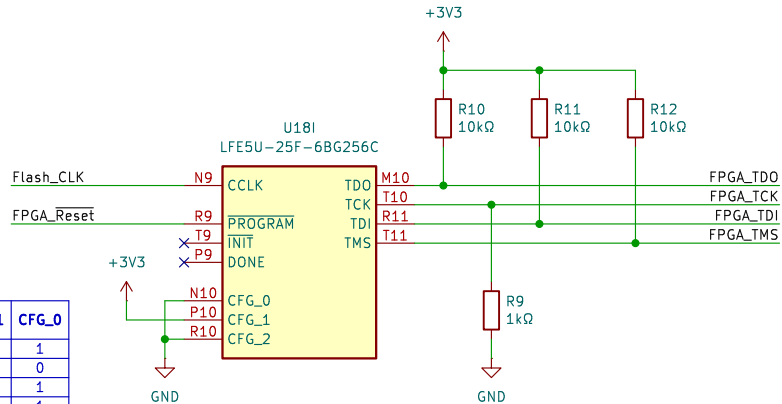 +3V3
R10
10kΩ
R11
10kΩ
R12
10kΩ
U18I
LFE5U-25F-6BG256C
Flash_CLK
N9
CCLK
TDO
M10
FPGA_TDO
TCK
T10
FPGA_TCK
FPGA_Reset
R9
PROGRAM
TDI
R11
FPGA_TDI
T9
INIT
TMS
T11
FPGA_TMS
P9
DONE
+3V3
N10
CFG_0
P10
CFG_1
R10
CFG_2
R9
1kΩ
GND
GND
CFG_0
1
0
1